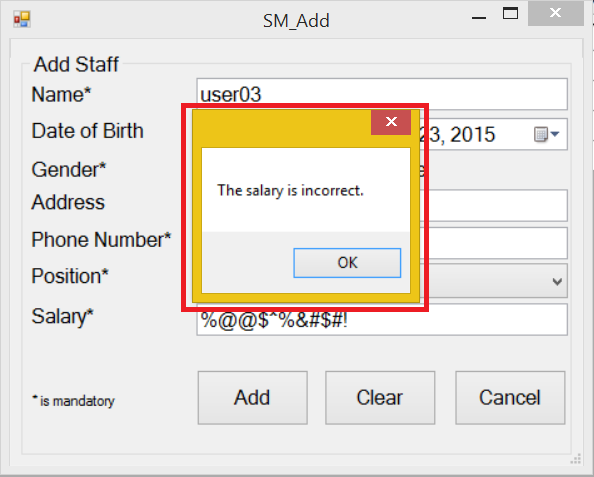 SM_Add
Add Staff
Name*
user03
Date of Birth
23, 2015
Gender*
Address
Phone Number*
Position*
Salary*
%@@$^%&#$#!
The salary is incorrect.
OK
* is mandatory
Add
Clear
Cancel